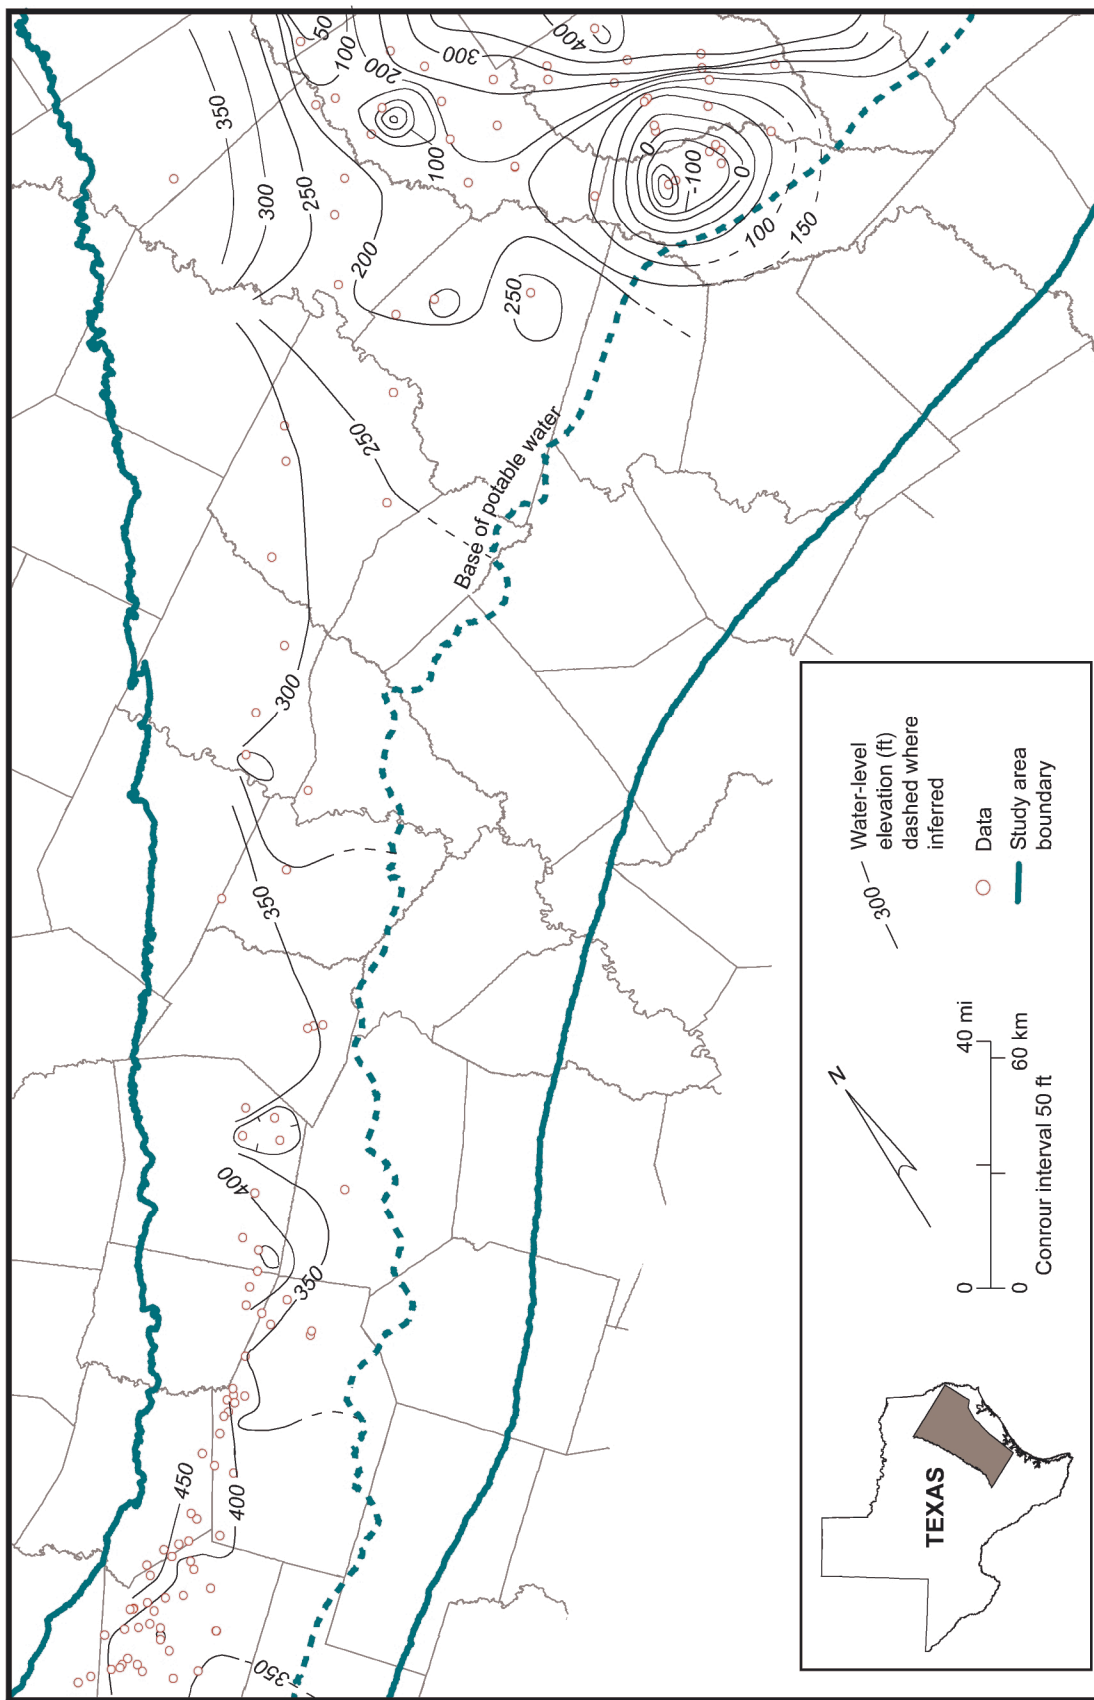 350
300
250
200
50
100
200
300
400
100
0
-100
0
100
150
250
250
Base of potable water
300
350
400
350
450
400
350
300
Water-level
elevation (ft)
dashed where
inferred
Data
Study area
boundary
N
0 40 mi
0 60 km
Conrour interval 50 ft
TEXAS